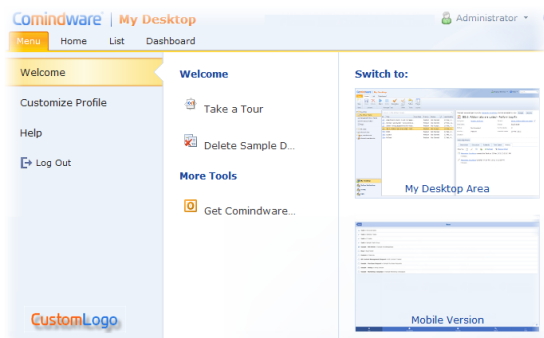 Comindware® | My Desktop
Administrator
Menu Home List Dashboard
Welcome
Customize Profile
Help
Log Out
CustomLogo
Welcome
Take a Tour
Delete Sample D...
More Tools
Get Comindware...
Switch to:
My Desktop Area
Mobile Version